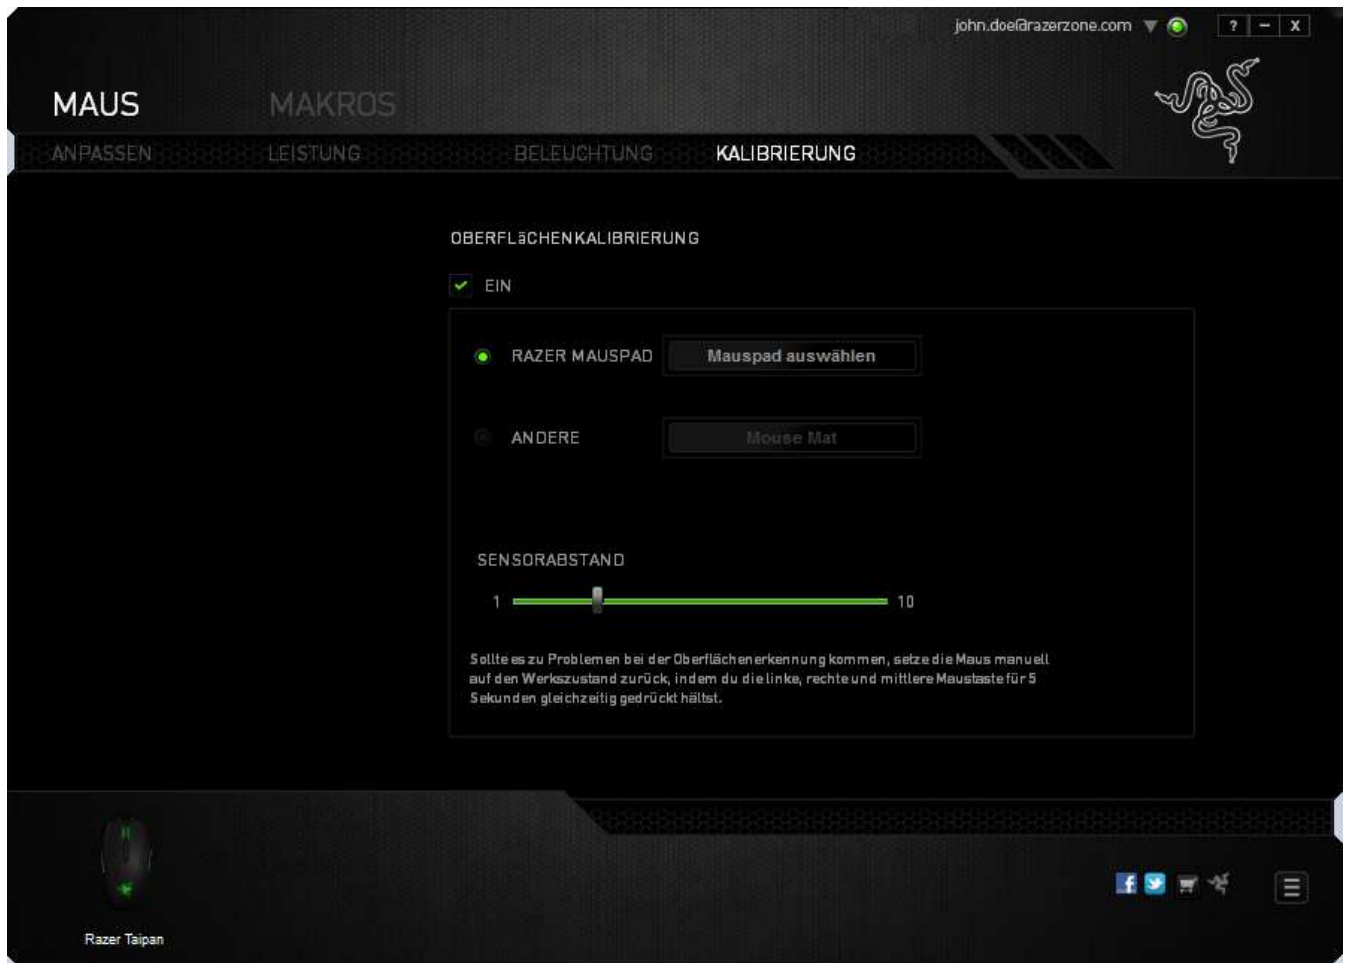 john.doe@razerzone.com
? – X
MAUS MAKROS
ANPASSEN LEISTUNG BELEUCHTUNG KALIBRIERUNG
OBERFLäCHENKALIBRIERUNG
EIN
RAZER MAUSPAD Mauspad auswählen
ANDERE Mouse Mat
SENSORABSTAND
1 10
Sollte es zu Problemen bei der Oberflächenerkennung kommen, setze die Maus manuell
auf den Werkszustand zurück, indem du die linke, rechte und mittlere Maustaste für 5
Sekunden gleichzeitig gedrückt hältst.
Razer Taipan